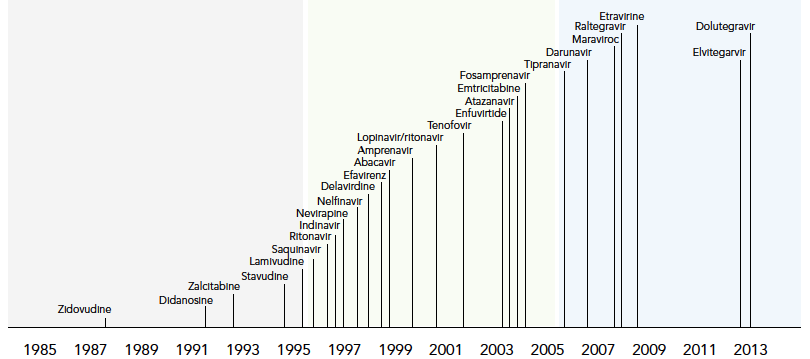 Etravirine
Raltegravir
Dolutegravir
Maraviroc
Darunavir
Elvitegarvir
Tipranavir
Fosamprenavir
Emtricitabine
Atazanavir
Enfuvirtide
Tenofovir
Lopinavir/ritonavir
Amprenavir
Abacavir
Efavirenz
Delavirdine
Nelfinavir
Nevirapine
Indinavir
Ritonavir
Saquinavir
Lamivudine
Stavudine
Zalcitabine
Didanosine
Zidovudine
1985 1987 1989 1991 1993 1995 1997 1999 2001 2003 2005 2007 2009 2011 2013